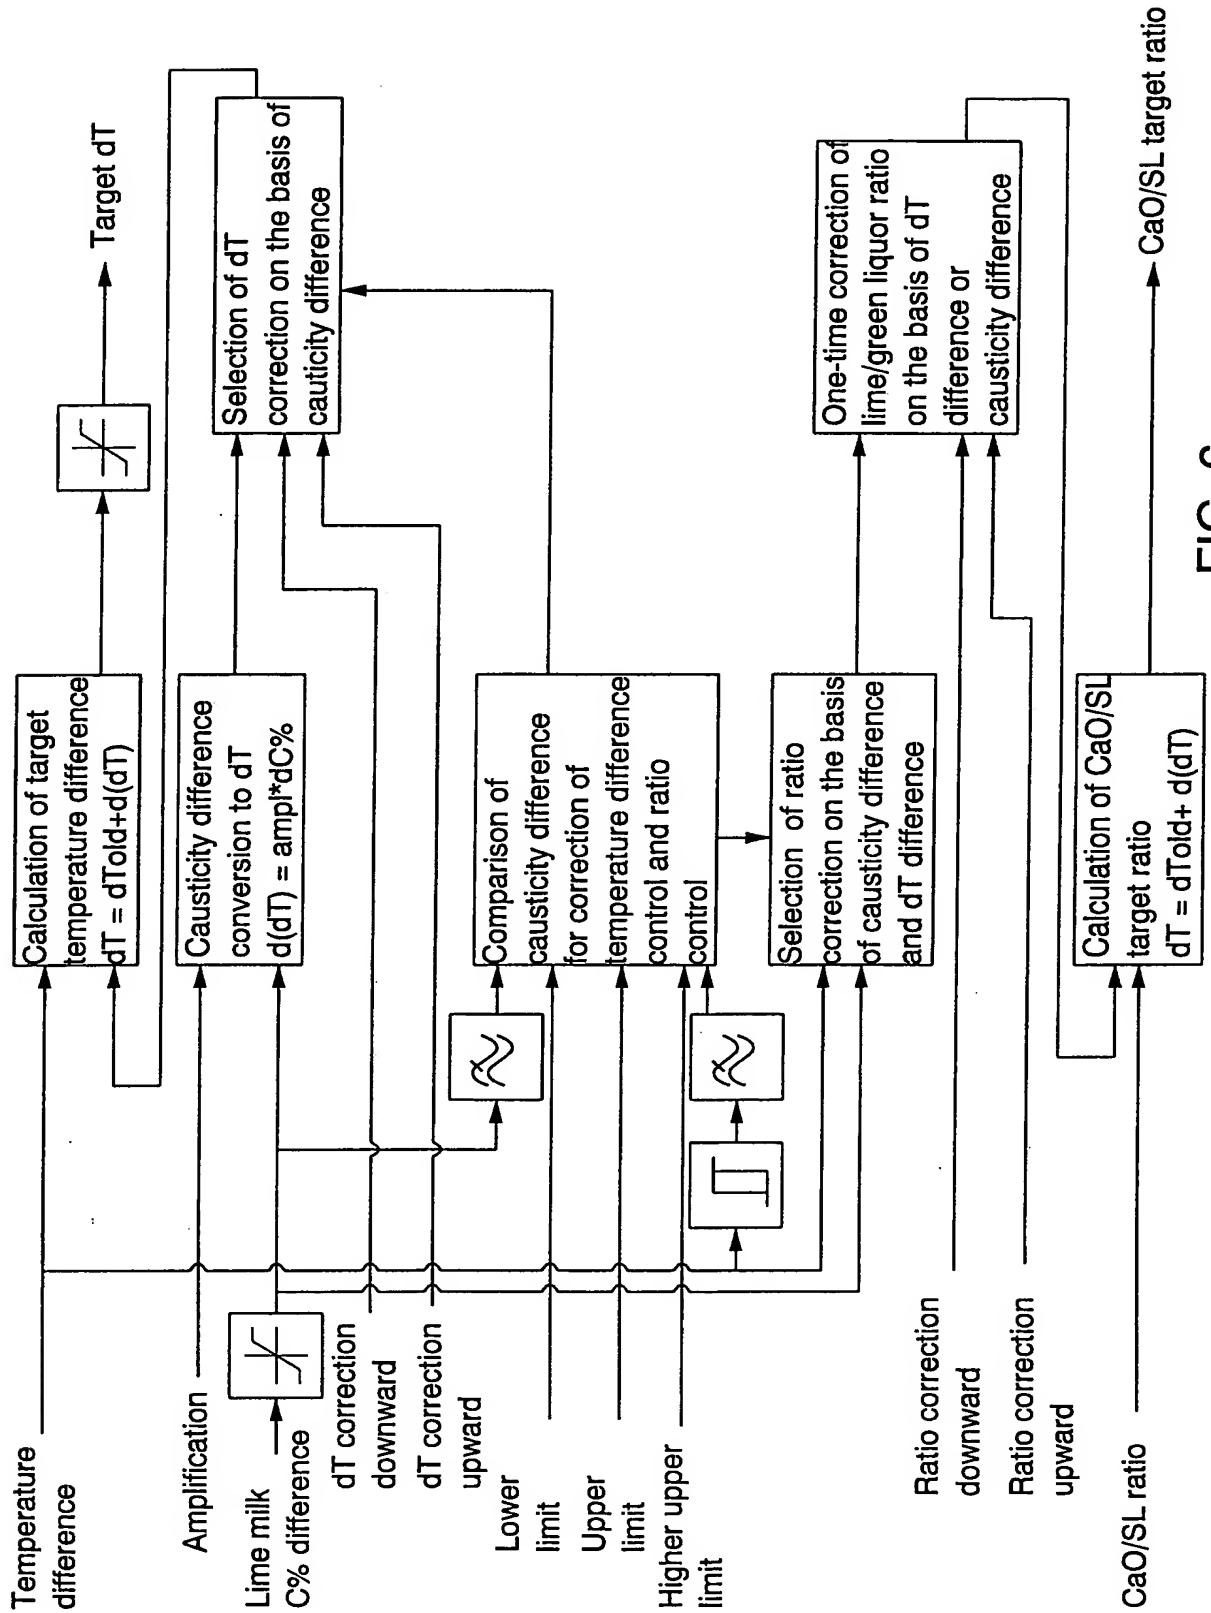 Temperature
difference
Amplification
Lime milk
C% difference
dT correction
downward
dT correction
upward
Lower
limit
Upper
limit
Higher upper
limit
Ratio correction
downward
Ratio correction
upward
CaO/SL ratio
Calculation of target
temperature difference
dT = dTold+d(dT)
Causticity difference
conversion to dT
d(dT) = ampl*dC%
Comparison of
causticity difference
for correction of
temperature difference
control and ratio
control
Selection of ratio
correction on the basis
of causticity difference
and dT difference
Calculation of CaO/SL
target ratio
dT = dTold+ d(dT)
Target dT
Selection of dT
correction on the basis of
cauticity difference
One-time correction of
lime/green liquor ratio
on the basis of dT
difference or
causticity difference
CaO/SL target ratio
FIG.